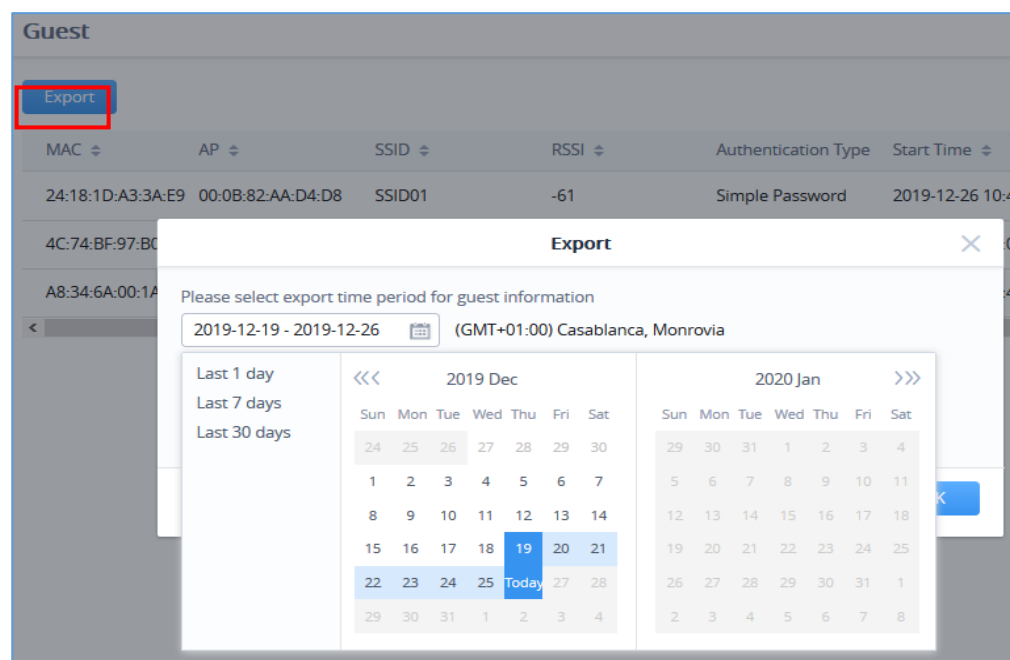 Guest
Export
MAC AP SSID RSSI Authentication Type Start Time
24:18:1D:A3:3A:E9 00:0B:82:AA:D4:D8 SSID01 -61 Simple Password 2019-12-26 10:4
4C:74:BF:97:B0
Export
A8:34:6A:00:1A
Please select export time period for guest information
2019-12-19 - 2019-12-26 (GMT+01:00) Casablanca, Monrovia
Last 1 day
Last 7 days
Last 30 days
2019 Dec
Sun Mon Tue Wed Thu Fri Sat
24 25 26 27 28 29 30
1 2 3 4 5 6 7
8 9 10 11 12 13 14
15 16 17 18 19 20 21
22 23 24 25 Today 27 28
29 30 31 1 2 3 4
2020 Jan
Sun Mon Tue Wed Thu Fri Sat
29 30 31 1 2 3 4
5 6 7 8 9 10 11
12 13 14 15 16 17 18
19 20 21 22 23 24 25
26 27 28 29 30 31 1
2 3 4 5 6 7 8
K